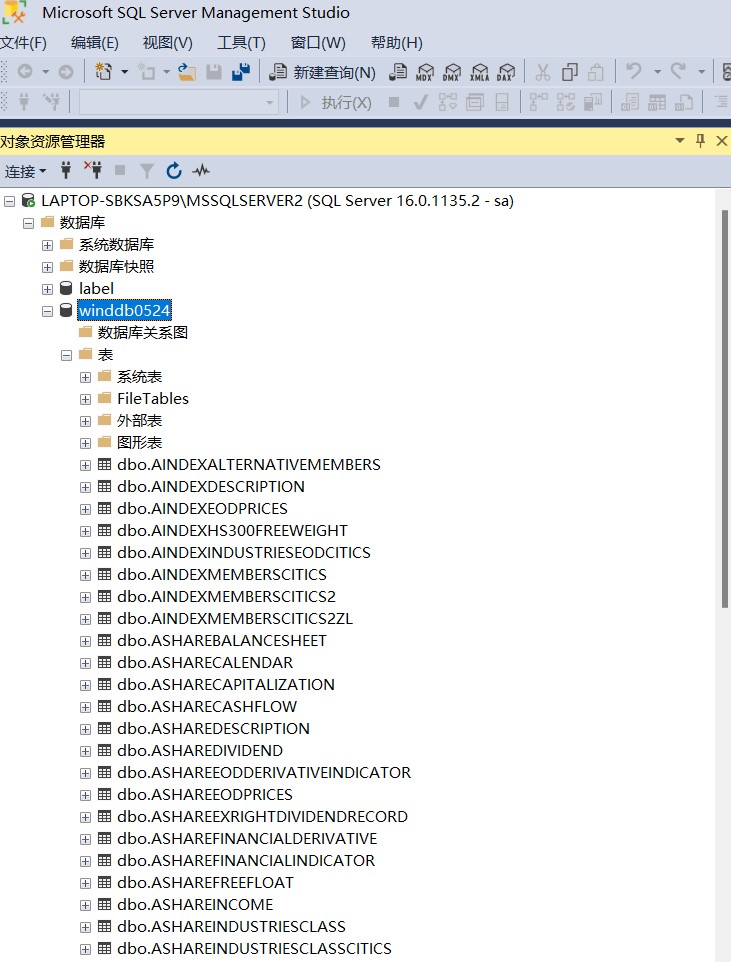 Microsoft SQL Server Management Studio
文件(F) 编辑(E) 视图(V) 工具(T) 窗口(W) 帮助(H)
新建查询(N) MDX DMX XMLA DAX
执行(X)
对象资源管理器
连接
LAPTOP-SBKSA5P9\MSSQLSERVER2 (SQL Server 16.0.1135.2 - sa)
数据库
系统数据库
数据库快照
label
winddb0524
数据库关系图
表
系统表
FileTables
外部表
图形表
dbo.AINDEXALTERNATIVEMEMBERS
dbo.AINDEXDESCRIPTION
dbo.AINDEXEODPRICES
dbo.AINDEXHS300FREEWEIGHT
dbo.AINDEXINDUSTRIESEODCITICS
dbo.AINDEXMEMBERSCITICS
dbo.AINDEXMEMBERSCITICS2
dbo.AINDEXMEMBERSCITICS2ZL
dbo.ASHAREBALANCESHEET
dbo.ASHARECALENDAR
dbo.ASHARECAPITALIZATION
dbo.ASHARECASHFLOW
dbo.ASHAREDESCRIPTION
dbo.ASHAREDIVIDEND
dbo.ASHAREEODDERIVATIVEINDICATOR
dbo.ASHAREEODPRICES
dbo.ASHAREEXRIGHTDIVIDENDRECORD
dbo.ASHAREFINANCIALDERIVATIVE
dbo.ASHAREFINANCIALINDICATOR
dbo.ASHAREFREEFLOAT
dbo.ASHAREINCOME
dbo.ASHAREINDUSTRIESCLASS
dbo.ASHAREINDUSTRIESCLASSCITICS